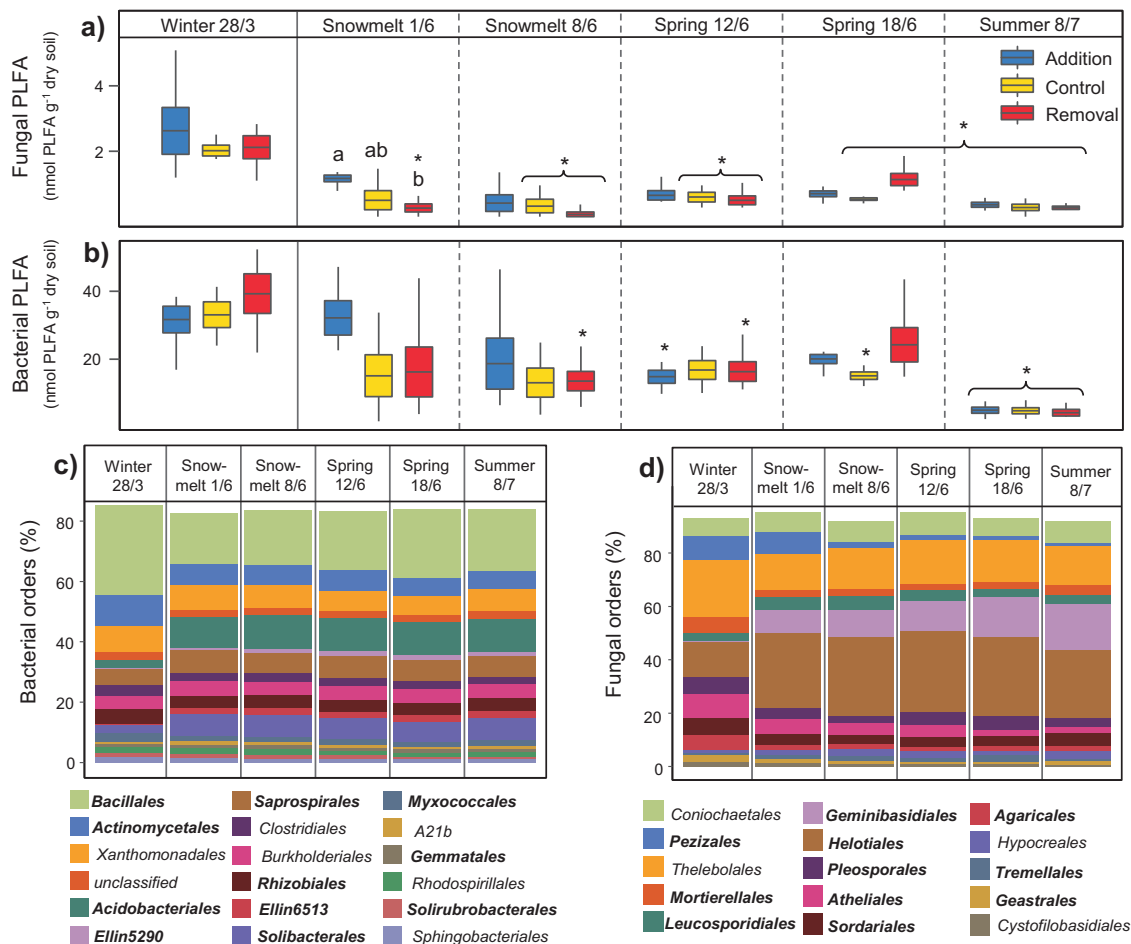 a) Winter 28/3 Snowmelt 1/6 Snowmelt 8/6 Spring 12/6 Spring 18/6 Summer 8/7
Fungal PLFA
(nmol PLFA g⁻¹ dry soil)
4
2
Addition
Control
Removal
a ab * b * * *
b)
Bacterial PLFA
(nmol PLFA g⁻¹ dry soil)
40
20
* * * * *
c)
Winter 28/3
Snow-melt 1/6
Snow-melt 8/6
Spring 12/6
Spring 18/6
Summer 8/7
Bacterial orders (%)
80
60
40
20
0
Bacillales
Actinomycetales
Xanthomonadales
unclassified
Acidobacteriales
Ellin5290
Saprospirales
Clostridiales
Burkholderiales
Rhizobiales
Ellin6513
Solibacterales
Myxococcales
A21b
Gemmatales
Rhodospirillales
Solirubrobacterales
Sphingobacteriales
d)
Winter 28/3
Snow-melt 1/6
Snow-melt 8/6
Spring 12/6
Spring 18/6
Summer 8/7
Fungal orders (%)
80
60
40
20
0
Coniochaetales
Pezizales
Thelebolales
Mortierellales
Leucosporidiales
Geminibasidiales
Helotiales
Pleosporales
Atheliales
Sordariales
Agaricales
Hypocreales
Tremellales
Geastrales
Cystofilobasidiales